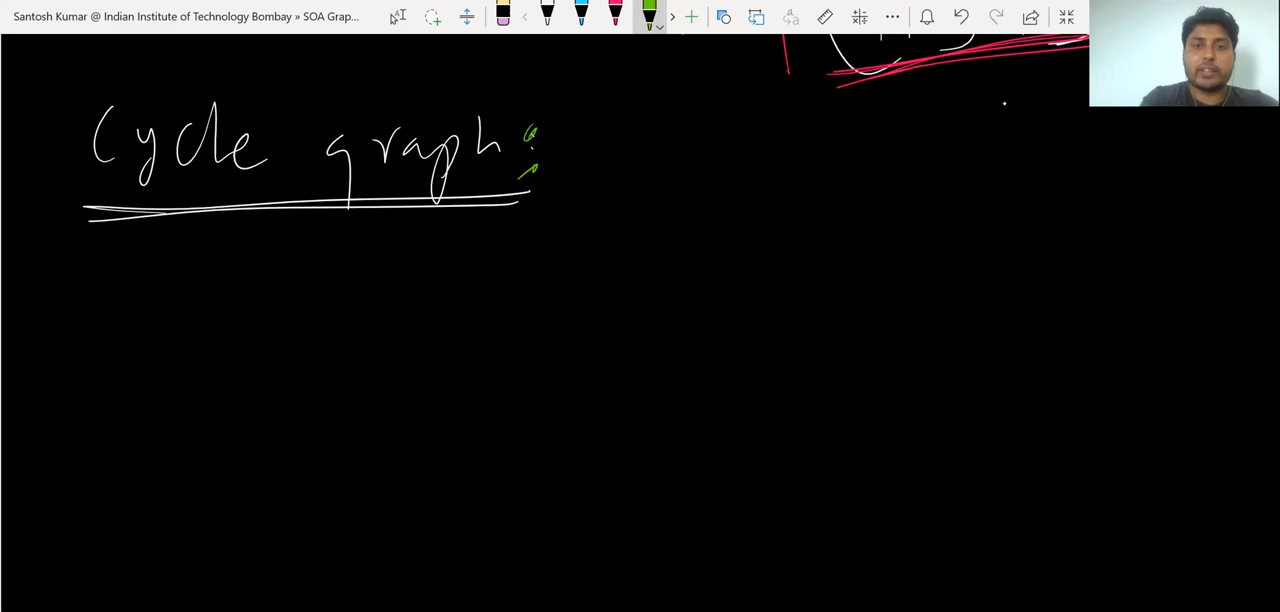 Santosh Kumar @ Indian Institute of Technology Bombay » SOA Grap...
Cycle graph :